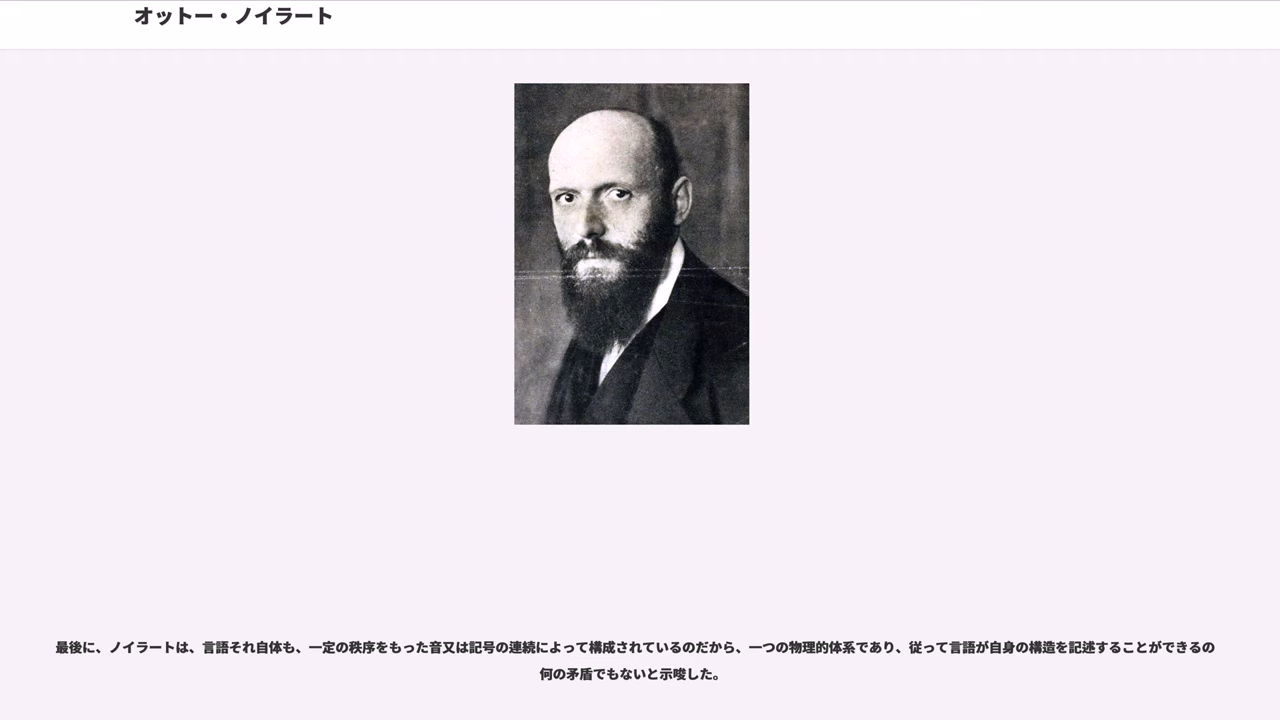 オットー・ノイラート
最後に、ノイラートは、言語それ自体も、一定の秩序をもった音又は記号の連続によって構成されているのだから、一つの物理的体系であり、従って言語が自身の構造を記述することができるの
何の矛盾でもないと示唆した。